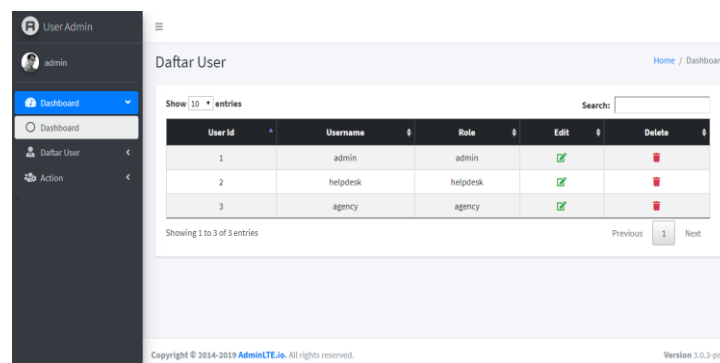 User Admin
admin
Dashboard
Dashboard
Daftar User
Action
Daftar User
Home / Dashboar
Show 10 entries
Search:
User Id Username Role Edit Delete
1 admin admin
2 helpdesk helpdesk
3 agency agency
Showing 1 to 3 of 3 entries
Previous 1 Next
Copyright © 2014-2019 AdminLTE.io. All rights reserved.
Version 3.0.3-pr